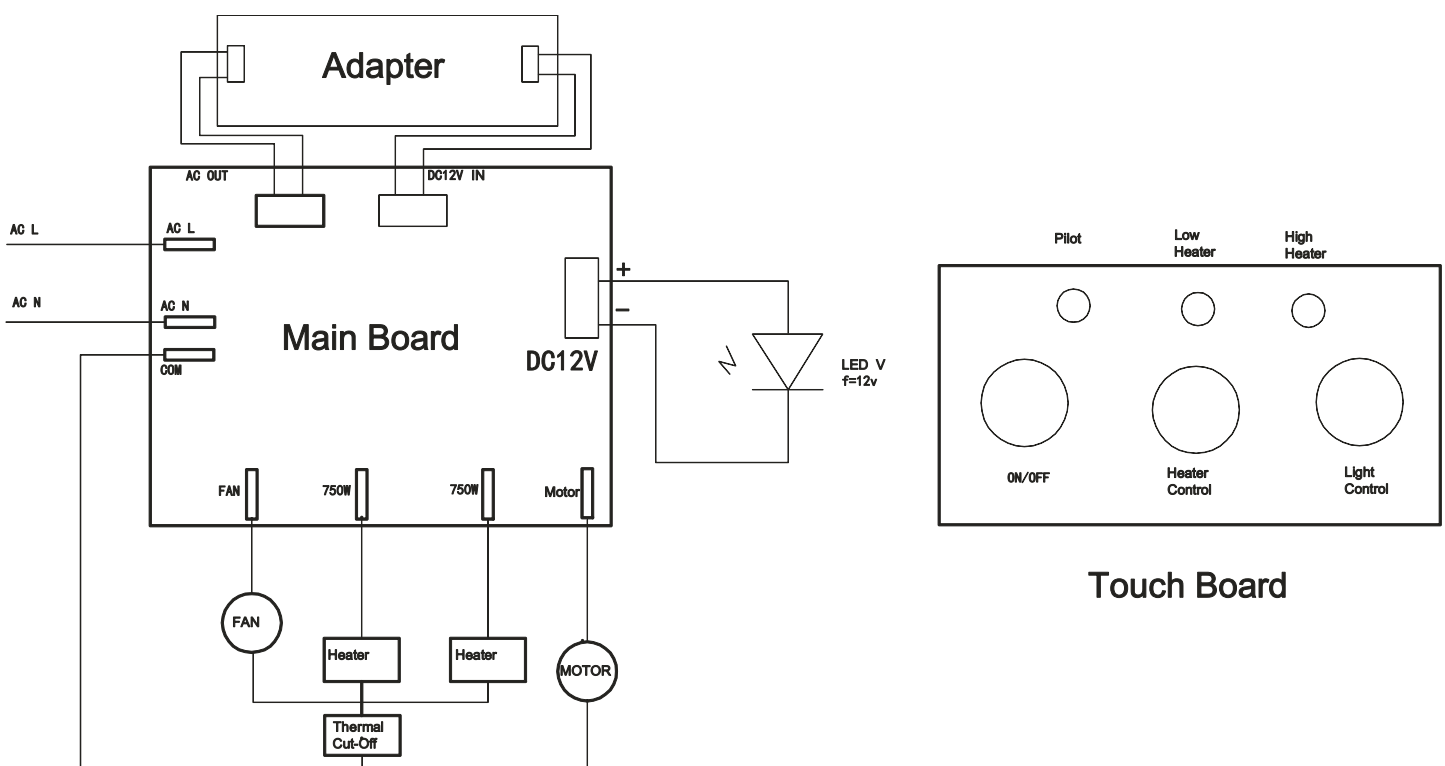 Adapter
AC OUT
DC12V IN
AC L
AC L
AC N
AC N
COM
Main Board
+
−
DC12V
LED V
f=12v
FAN
750W
750W
Motor
FAN
Heater
Heater
MOTOR
Thermal
Cut-Off
Pilot
Low
Heater
High
Heater
ON/OFF
Heater
Control
Light
Control
Touch Board